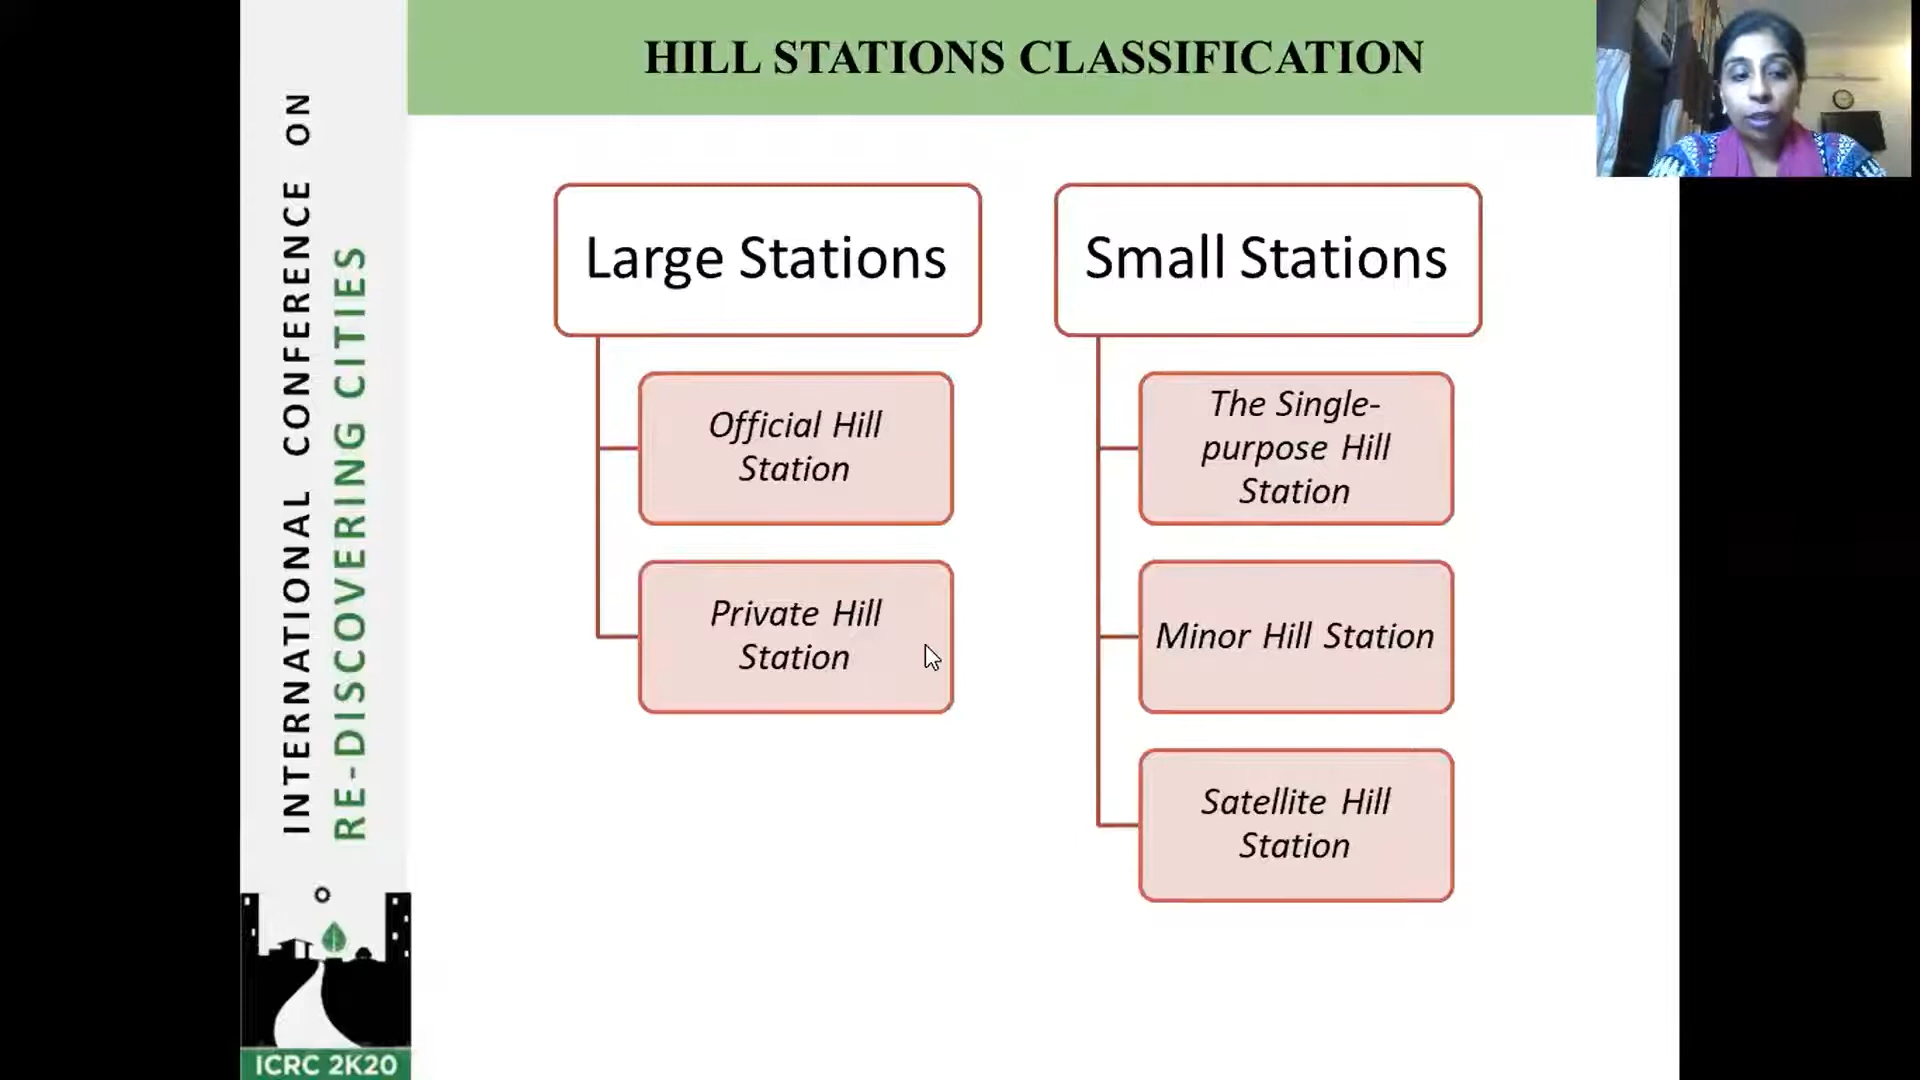 INTERNATIONAL CONFERENCE ON
RE-DISCOVERING CITIES
ICRC 2K20
HILL STATIONS CLASSIFICATION
Large Stations
Official Hill
Station
Private Hill
Station
Small Stations
The Single-
purpose Hill
Station
Minor Hill Station
Satellite Hill
Station